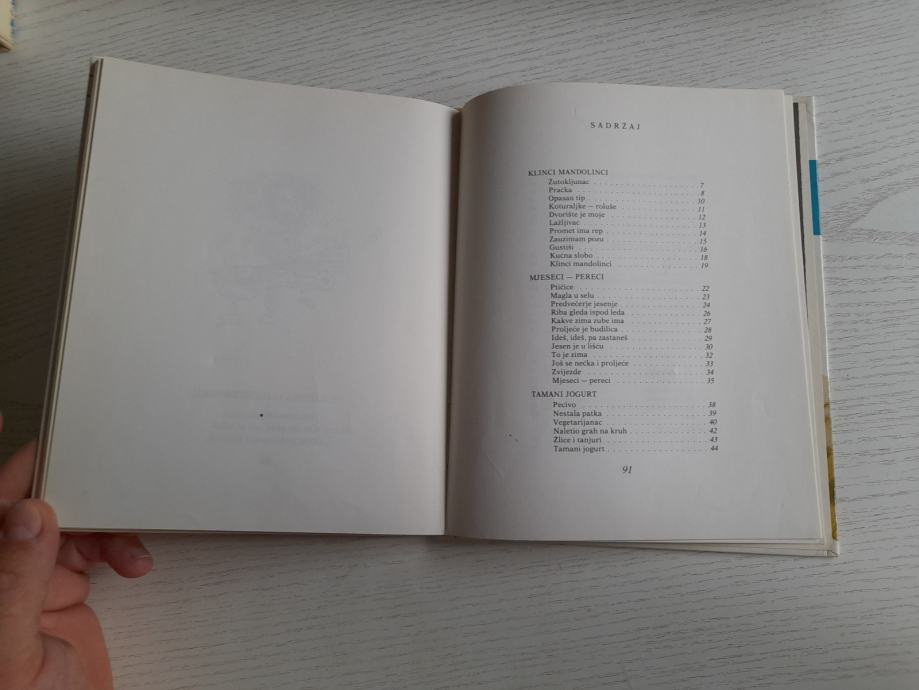 SADRŽAJ
KLINCI MANDOLINCI
Žutokljunac 7
Praćka 8
Opasan tip 10
Koturaljke — roluše 11
Dvorište je moje 12
Lažljivac 13
Promet ima rep 14
Zauzimam pozu 15
Gustiši 16
Kućna slobo 18
Klinci mandolinci 19
MJESECI — PERECI
Ptičice 22
Magla u selu 23
Predvečerje jesenje 24
Riba gleda ispod leda 26
Kakve zima zube ima 27
Proljeće je budilica 28
Ideš, ideš, pa zastaneš 29
Jesen je u lišću 30
To je zima 32
Još se nećka i proljeće 33
Zvijezde 34
Mjeseci — pereci 35
TAMANI JOGURT
Pecivo 38
Nestala patka 39
Vegetarijanac 40
Naletio grah na kruh 42
Žlice i tanjuri 43
Tamani jogurt 44
91